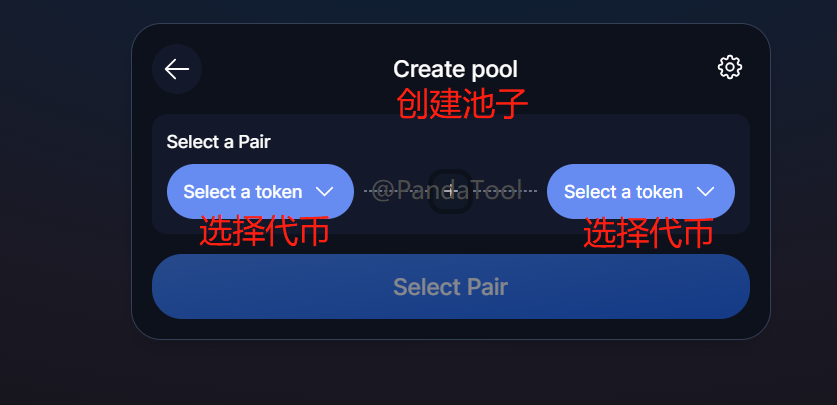 Create pool
创建池子
Select a Pair
Select a token
@PandaTool
Select a token
选择代币
选择代币
Select Pair